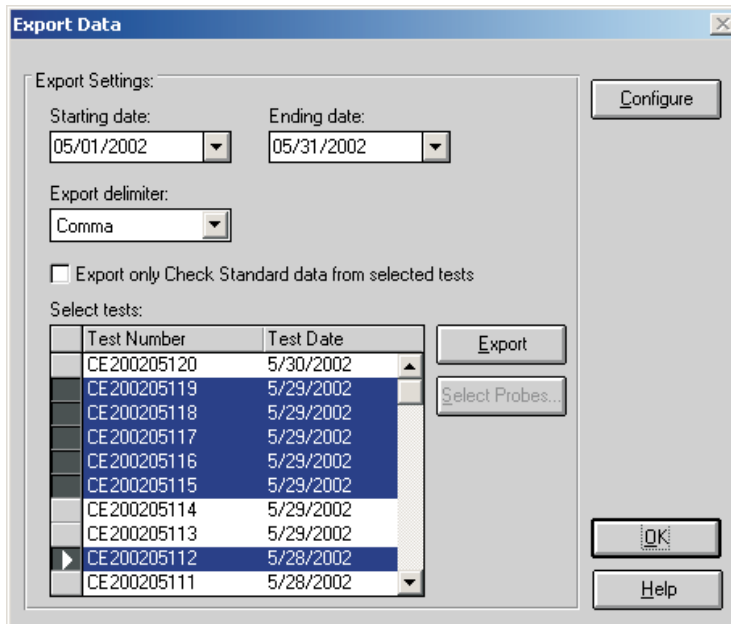 Export Data
Export Settings:
Configure
Starting date:
Ending date:
05/01/2002
05/31/2002
Export delimiter:
Comma
Export only Check Standard data from selected tests
Select tests:
Test Number Test Date
Export
CE200205120 5/30/2002
CE200205119 5/29/2002
Select Probes...
CE200205118 5/29/2002
CE200205117 5/29/2002
CE200205116 5/29/2002
CE200205115 5/29/2002
CE200205114 5/29/2002
CE200205113 5/29/2002
OK
CE200205112 5/28/2002
CE200205111 5/28/2002
Help